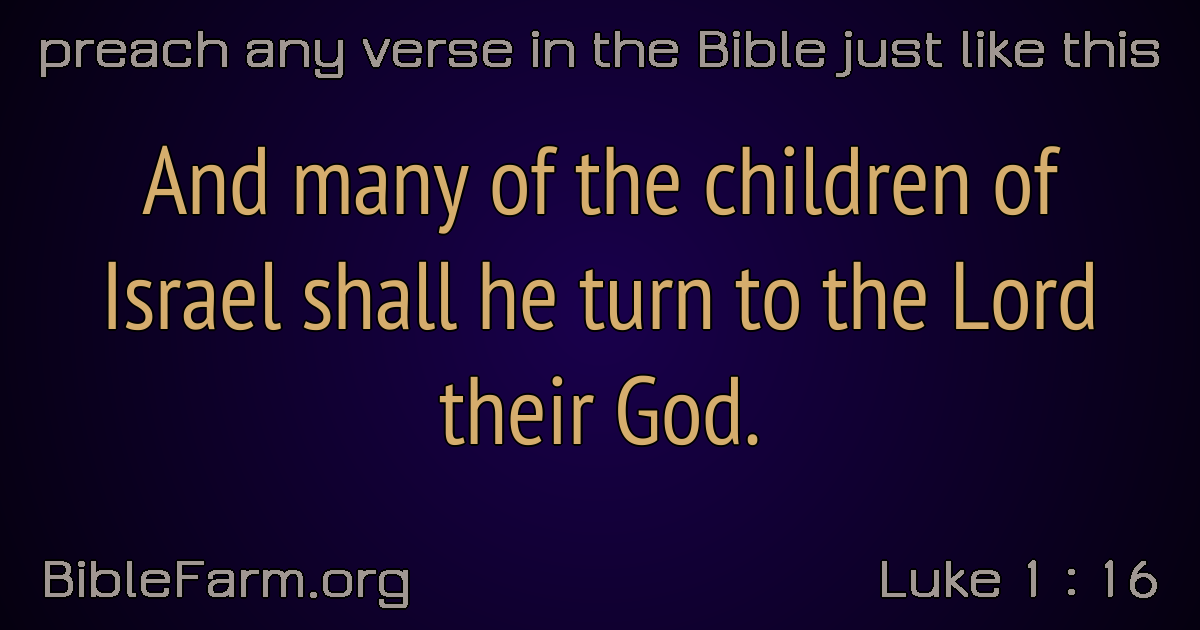 preach any verse in the Bible just like this
And many of the children of
Israel shall he turn to the Lord
their God.
BibleFarm.org
Luke 1 : 16